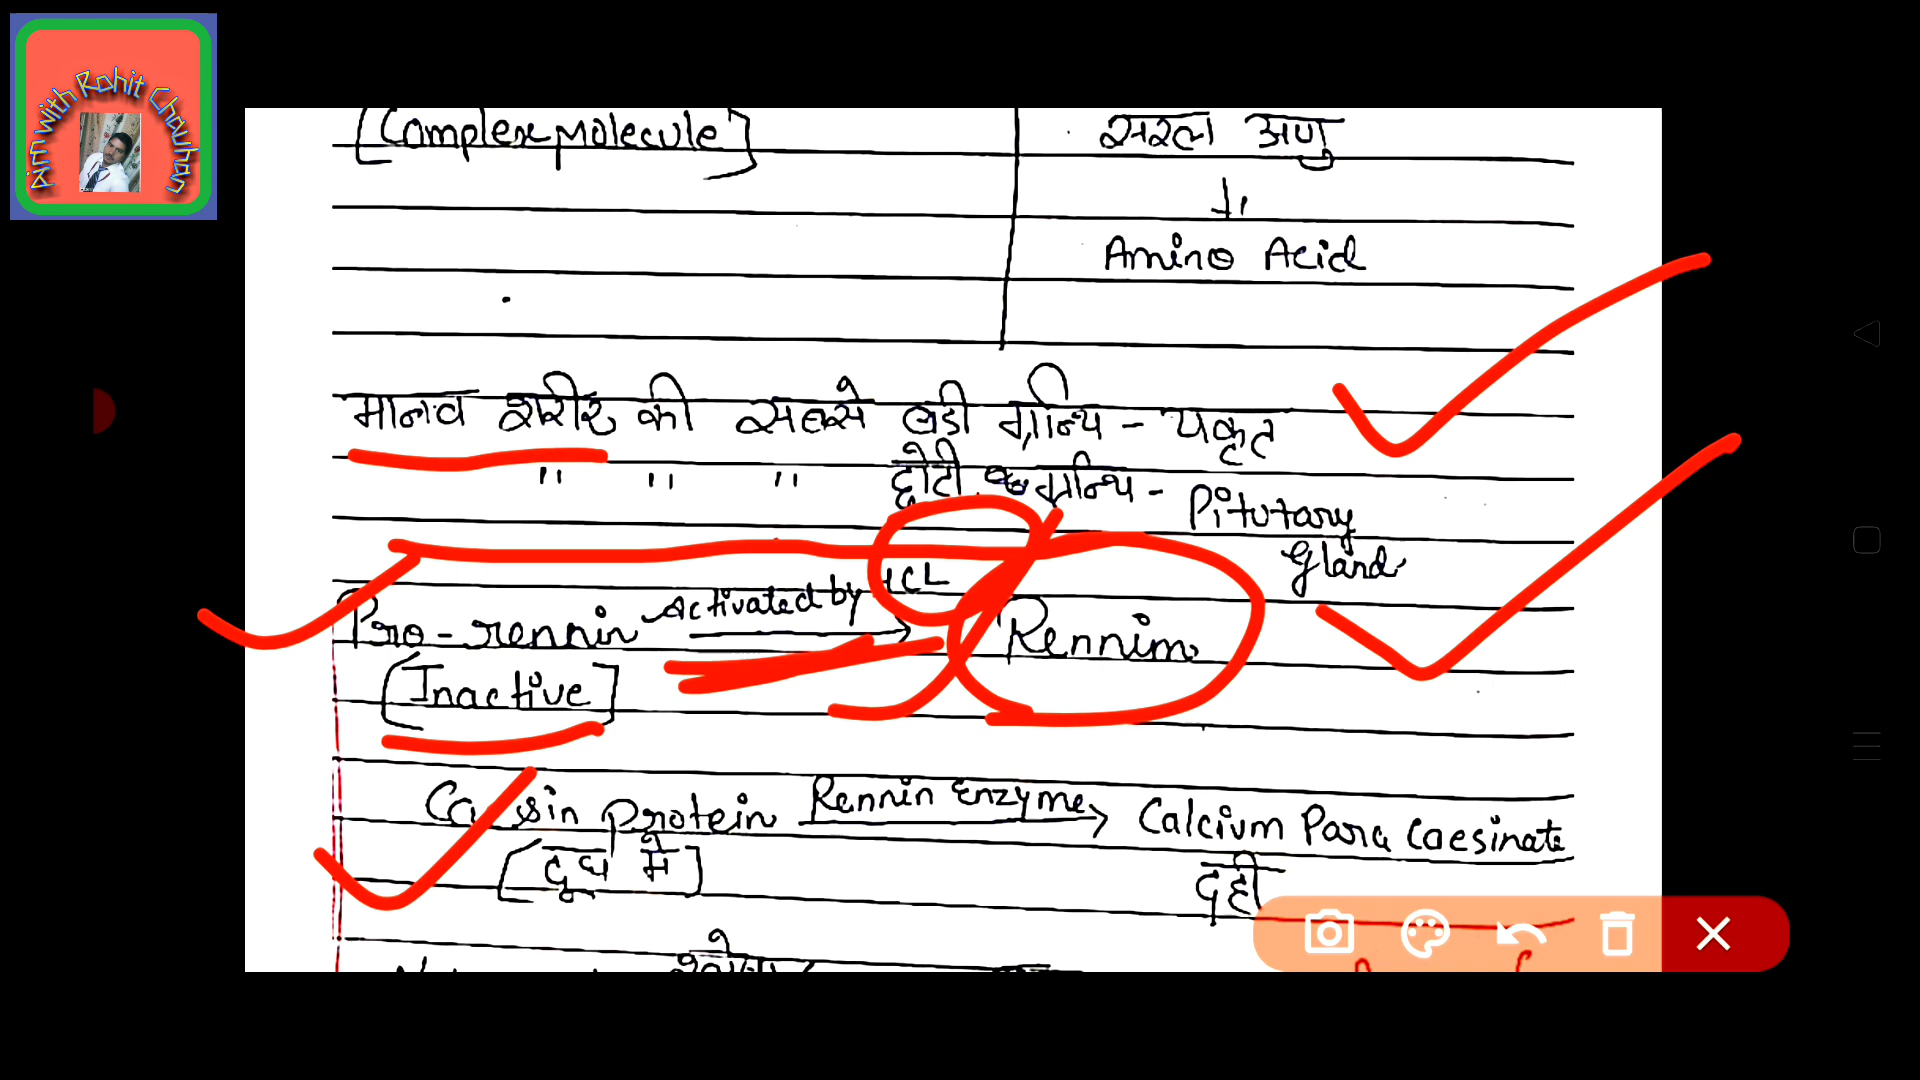 Aim with Rohit Chauhan
[Complex Molecule]
सरल अणु
Amino Acid
मानव शरीर की सबसे बडी ग्रन्थि - यकृत
" " " छोटी ग्रन्थि - Pitutary
Gland
Pro-rennin Activated by HCL Rennin
[Inactive]
Caesin protein Rennin Enzyme Calcium Para Caesinate
[दूध मे] दही